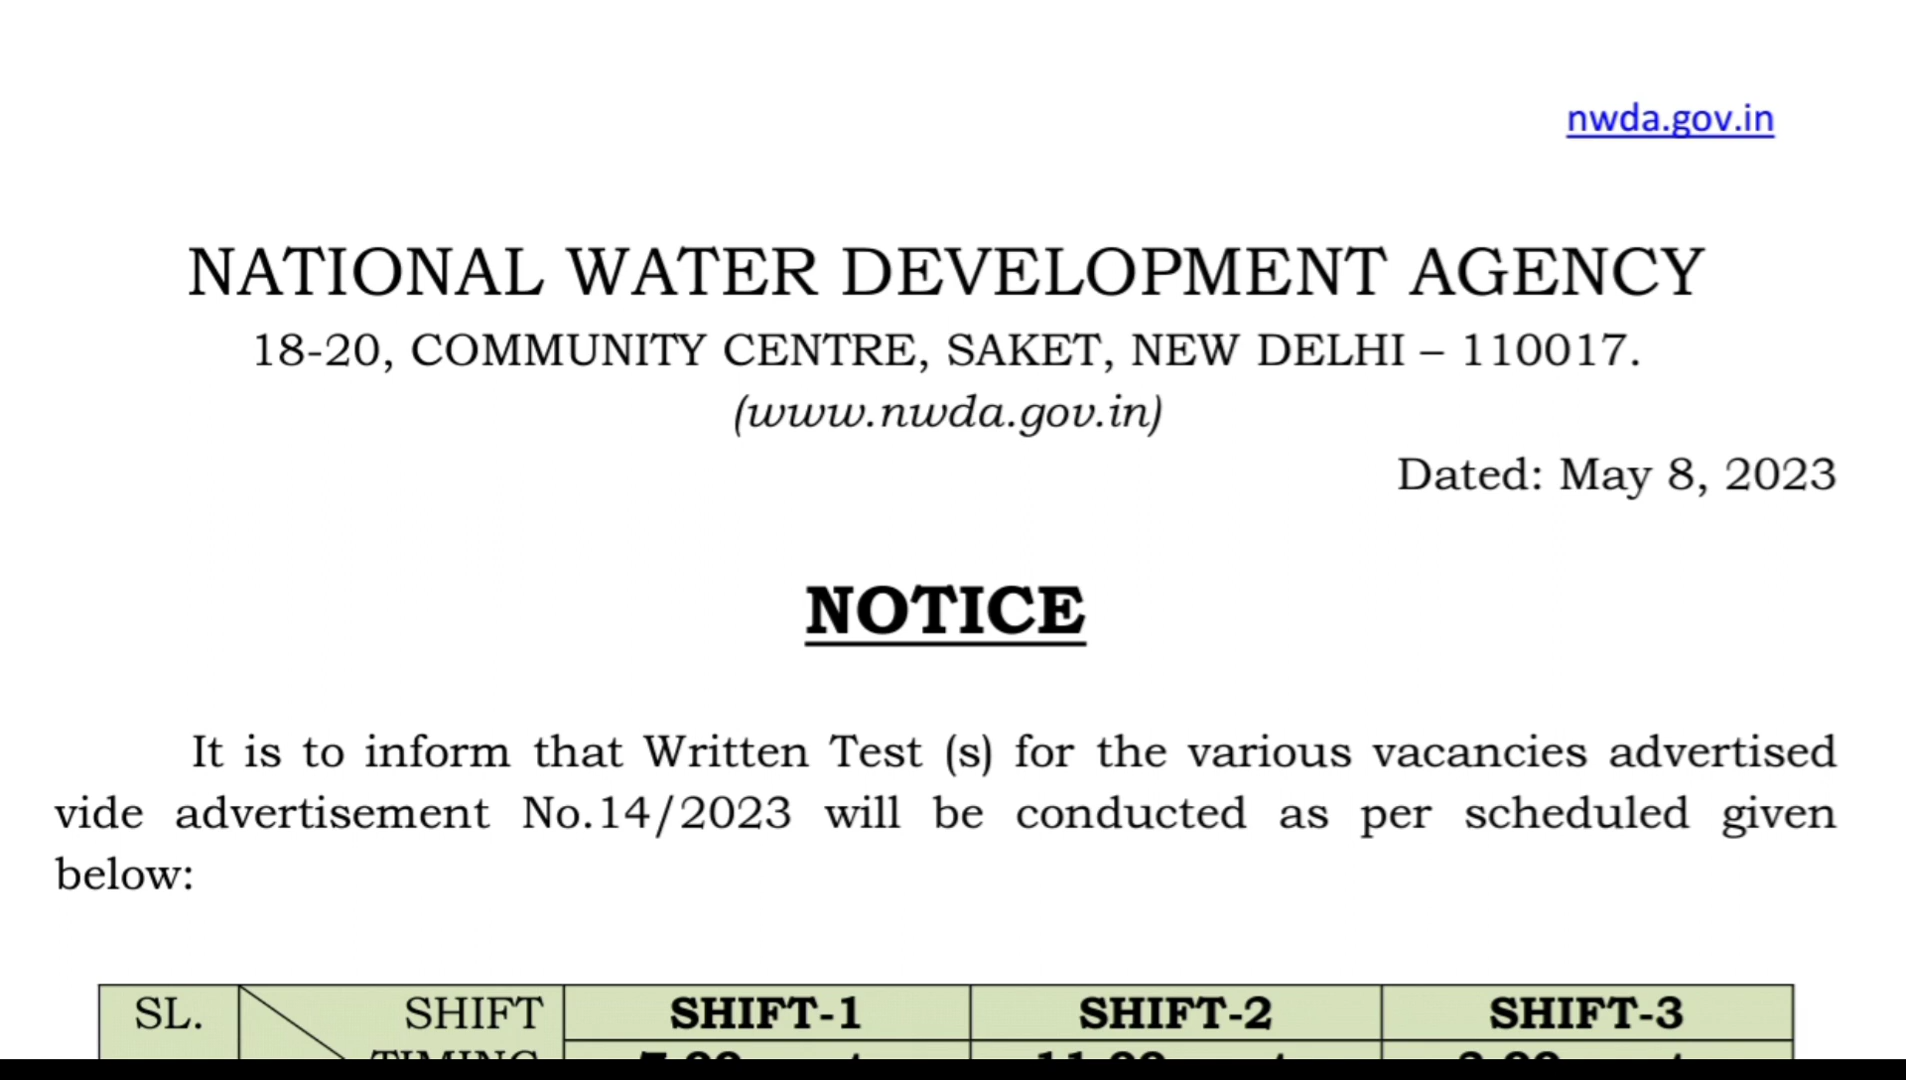 nwda.gov.in
NATIONAL WATER DEVELOPMENT AGENCY
18-20, COMMUNITY CENTRE, SAKET, NEW DELHI – 110017.
(www.nwda.gov.in)
Dated: May 8, 2023
NOTICE
It is to inform that Written Test (s) for the various vacancies advertised
vide advertisement No.14/2023 will be conducted as per scheduled given
below:
SL. SHIFT SHIFT-1 SHIFT-2 SHIFT-3
TIMING